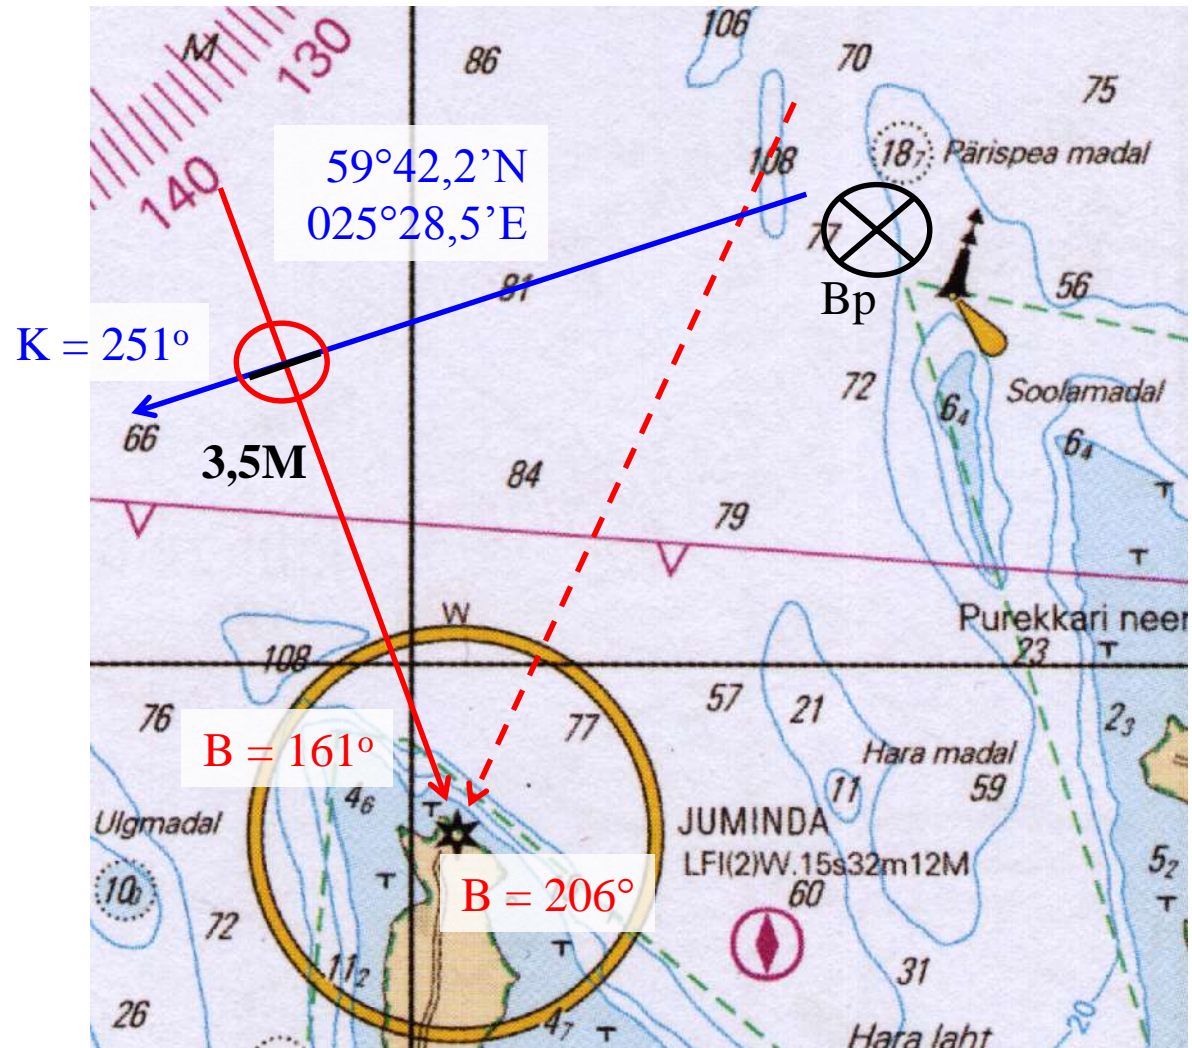 M
130
140
86
106
70
75
108
18₇
Pärispea madal
59°42,2’N
025°28,5’E
77
81
Bp
56
K = 251º
72
Soolamadal
6₄
6₄
66
3,5M
84
79
W
Purekkari neem
23
108
76
77
57
21
2₃
B = 161º
Hara madal
4₆
11
59
Ulgmadal
JUMINDA
LFl(2)W.15s32m12M
5₂
10₀
B = 206°
60
72
11₂
31
26
4₇
20
Hara laht